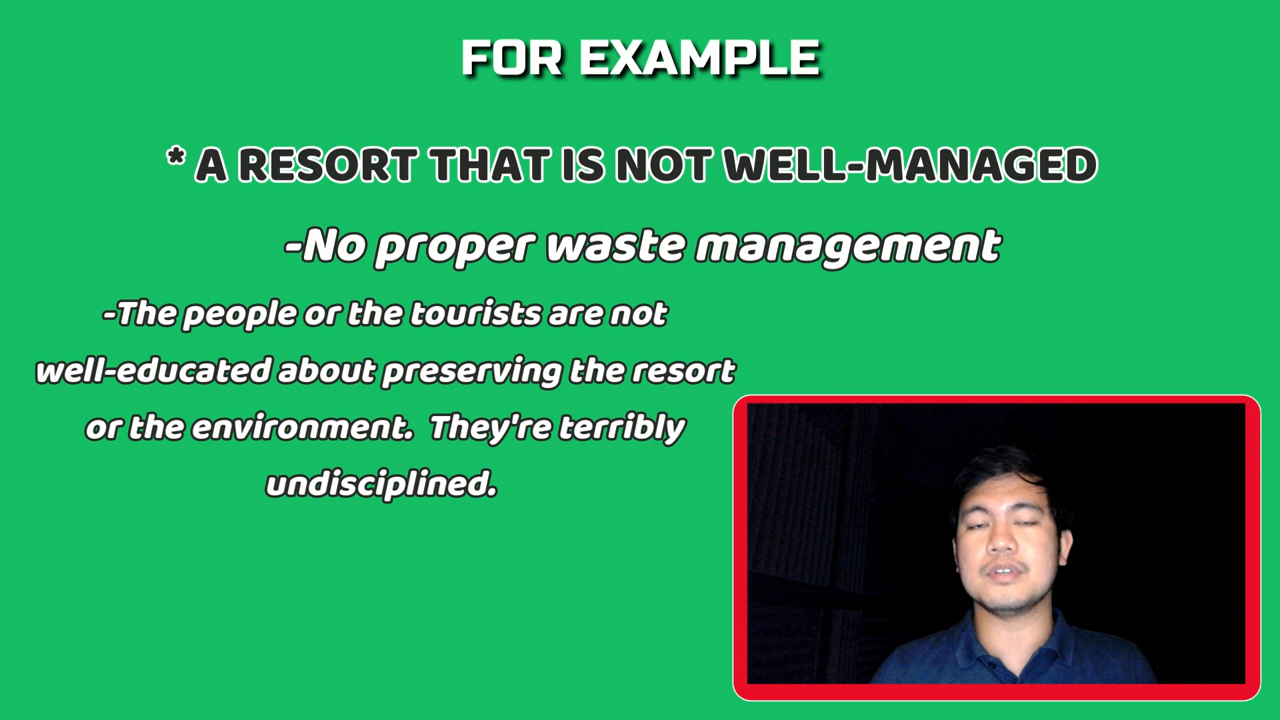 FOR EXAMPLE
* A RESORT THAT IS NOT WELL-MANAGED
-No proper waste management
-The people or the tourists are not
well-educated about preserving the resort
or the environment.  They're terribly
undisciplined.